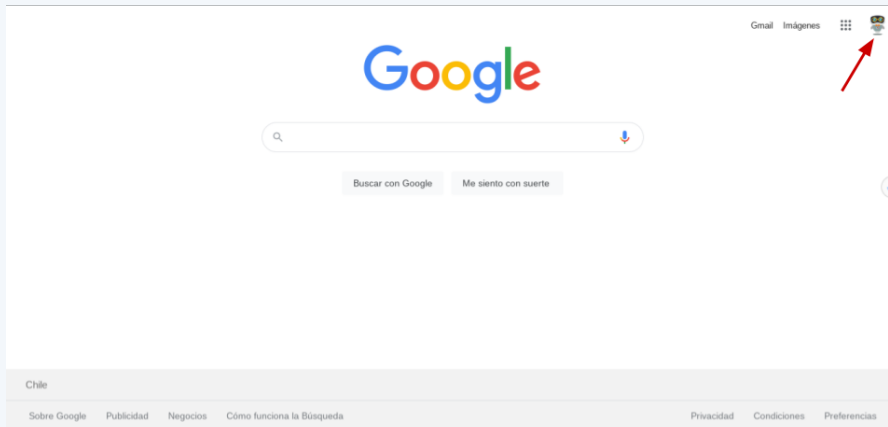 Gmail Imágenes
Google
Buscar con Google Me siento con suerte
Chile
Sobre Google Publicidad Negocios Cómo funciona la Búsqueda Privacidad Condiciones Preferencias